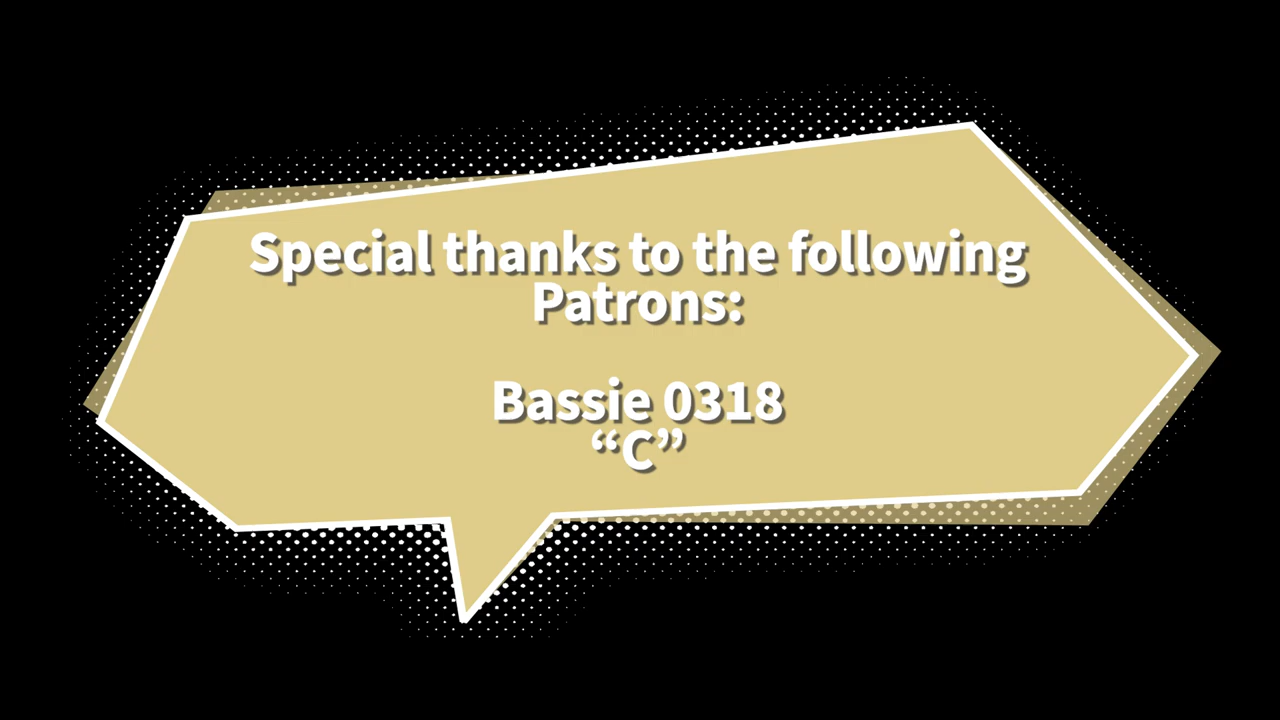 Special thanks to the following
Patrons:
Bassie 0318
“C”